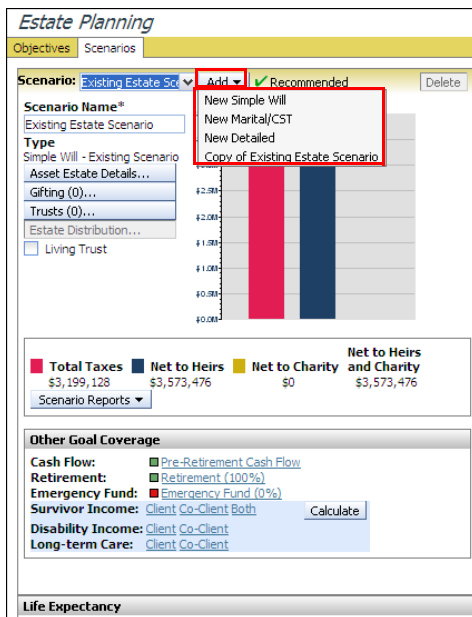 Estate Planning
Objectives Scenarios
Scenario: Existing Estate Sce Add Recommended Delete
Scenario Name*
Existing Estate Scenario
Type
Simple Will - Existing Scenario
Asset Estate Details...
Gifting (0)...
Trusts (0)...
Estate Distribution...
Living Trust
New Simple Will
New Marital/CST
New Detailed
Copy of Existing Estate Scenario
$2.5M
$2.0M
$1.5M
$1.0M
$0.5M
$0.0M
Total Taxes Net to Heirs Net to Charity Net to Heirs and Charity
$3,199,128 $3,573,476 $0 $3,573,476
Scenario Reports
Other Goal Coverage
Cash Flow: Pre-Retirement Cash Flow
Retirement: Retirement (100%)
Emergency Fund: Emergency Fund (0%)
Survivor Income: Client Co-Client Both Calculate
Disability Income: Client Co-Client
Long-term Care: Client Co-Client
Life Expectancy